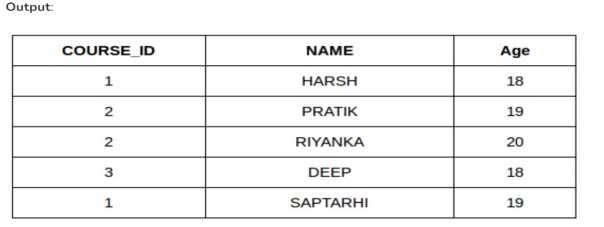 Output:
COURSE_ID NAME Age
1 HARSH 18
2 PRATIK 19
2 RIYANKA 20
3 DEEP 18
1 SAPTARHI 19